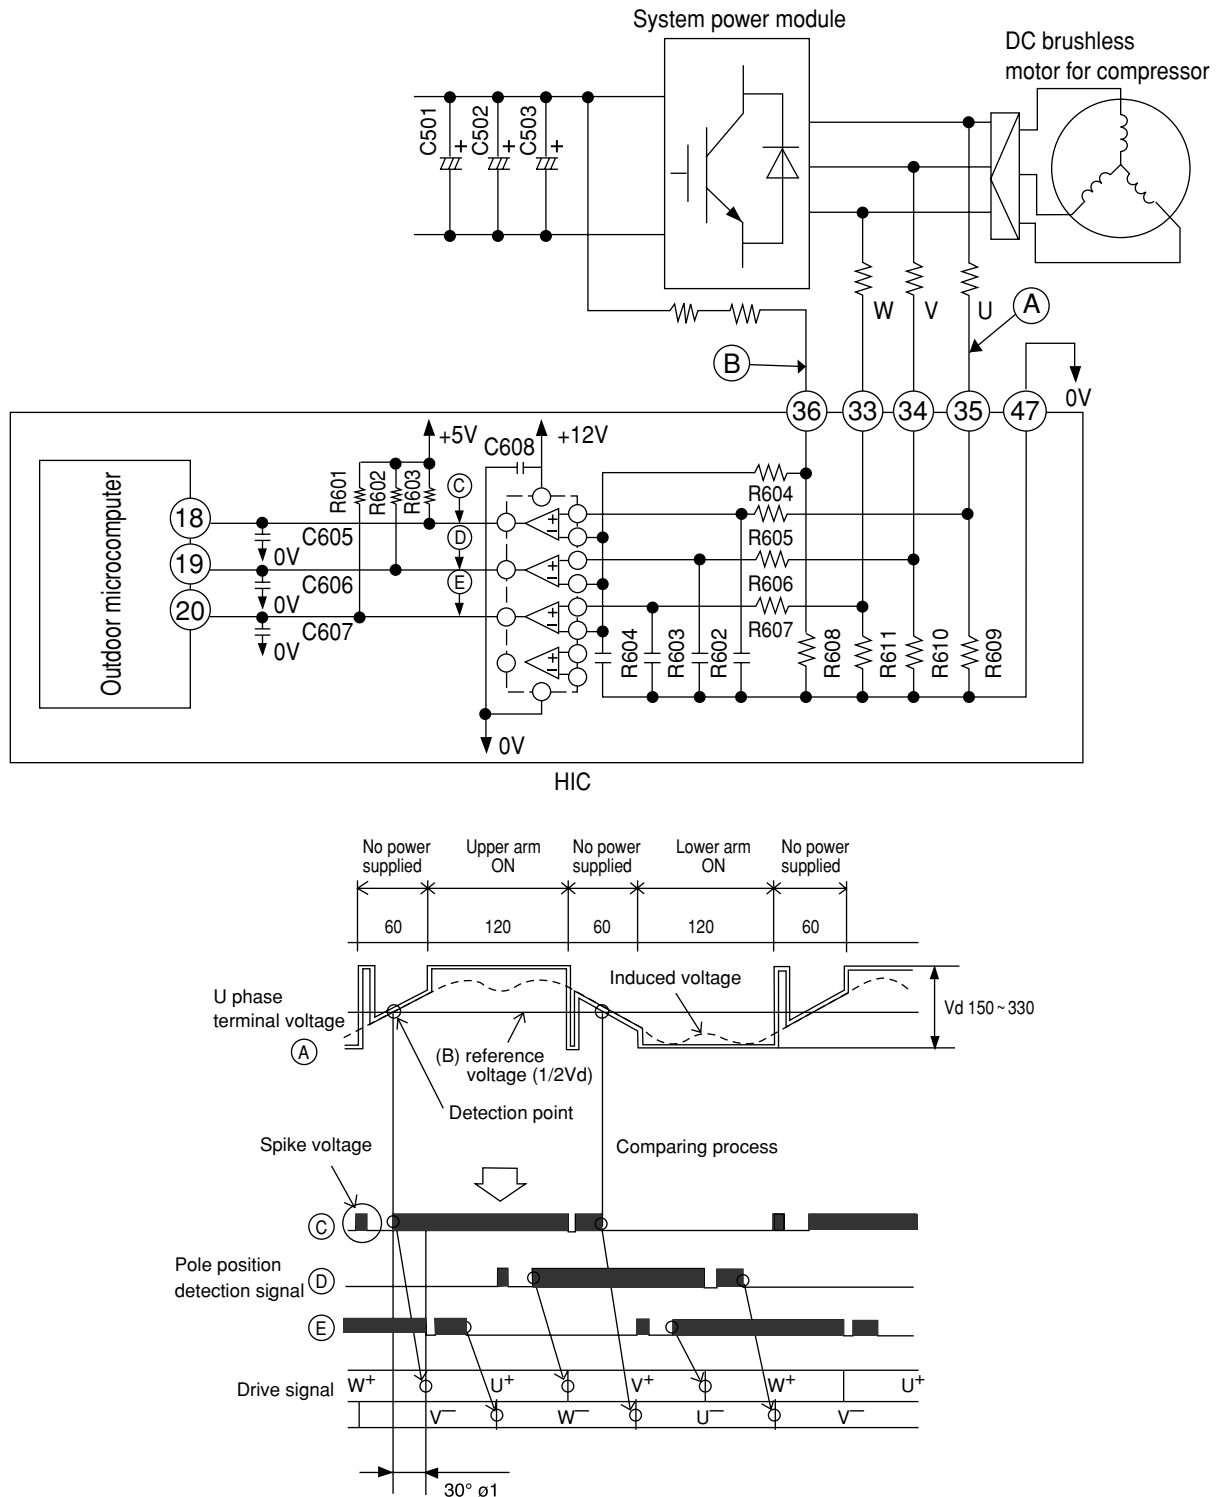 System power module
DC brushless
motor for compressor
C501
C502
C503
+
+
+
W
V
U
A
B
36
33
34
35
47
0V
+5V
C608
+12V
R601
R602
R603
C
R604
Outdoor microcomputer
18
C605
0V
D
R605
19
C606
0V
E
R606
20
C607
0V
R607
+
−
+
−
+
−
+
−
R604
R603
R602
R608
R611
R610
R609
0V
HIC
No power
supplied
Upper arm
ON
No power
supplied
Lower arm
ON
No power
supplied
60
120
60
120
60
U phase
terminal voltage
A
Induced voltage
Vd 150~330
(B) reference
voltage (1/2Vd)
Detection point
Spike voltage
Comparing process
C
Pole position
detection signal
D
E
Drive signal
W+
U+
V+
W+
U+
V−
W−
U−
V−
30° ø1